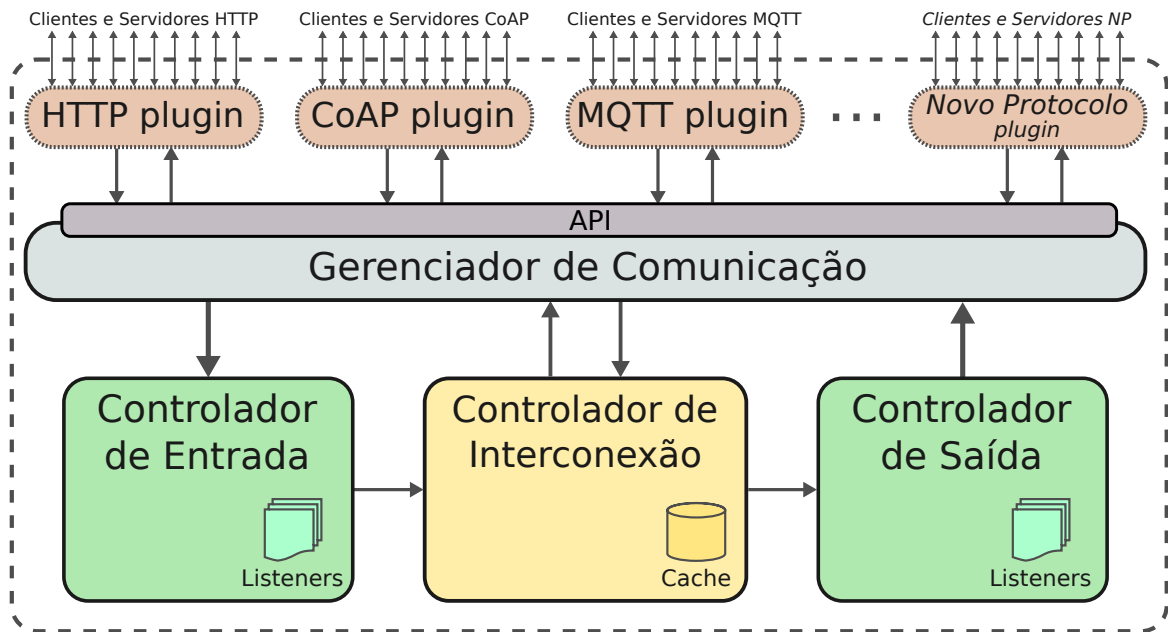 Clientes e Servidores HTTP
Clientes e Servidores CoAP
Clientes e Servidores MQTT
Clientes e Servidores NP
HTTP plugin
CoAP plugin
MQTT plugin
...
Novo Protocolo
plugin
API
Gerenciador de Comunicação
Controlador
de Entrada
Listeners
Controlador de
Interconexão
Cache
Controlador
de Saída
Listeners